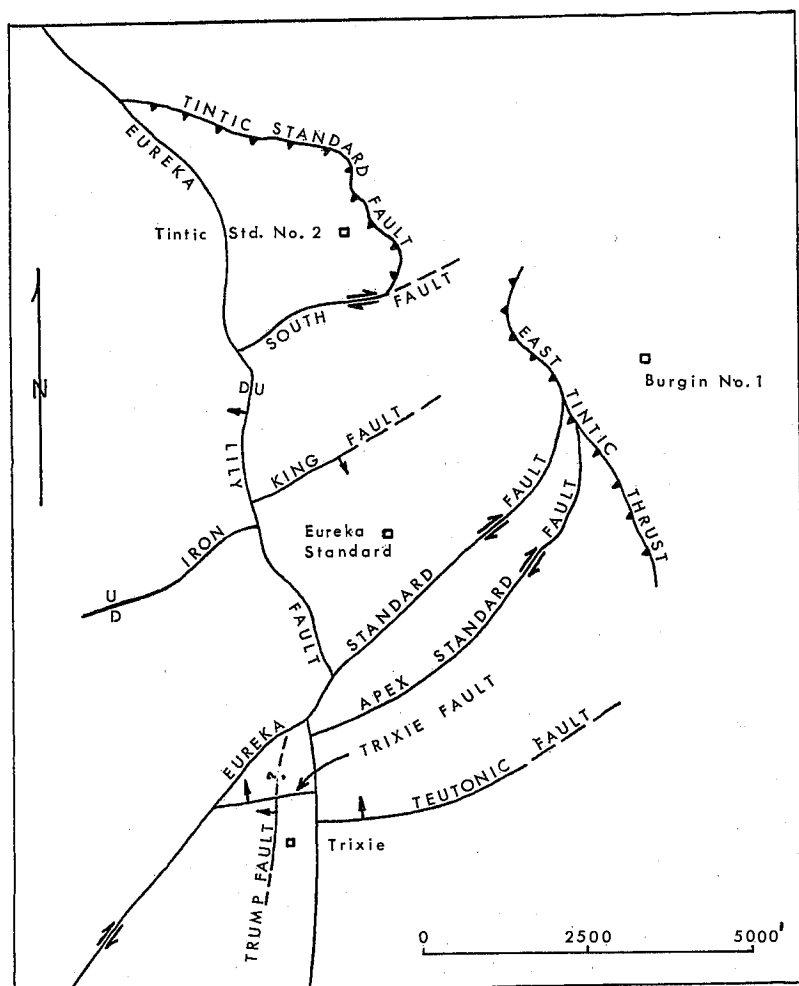 TINTIC STANDARD FAULT
EUREKA
Tintic Std. No. 2
SOUTH FAULT
EAST TINTIC THRUST
Burgin No. 1
N
D U
LILY
KING FAULT
IRON
U
D
Eureka
Standard
FAULT
STANDARD FAULT
APEX STANDARD FAULT
EUREKA
TRIXIE FAULT
?
TEUTONIC FAULT
TRUMP FAULT
Trixie
0 2500 5000'